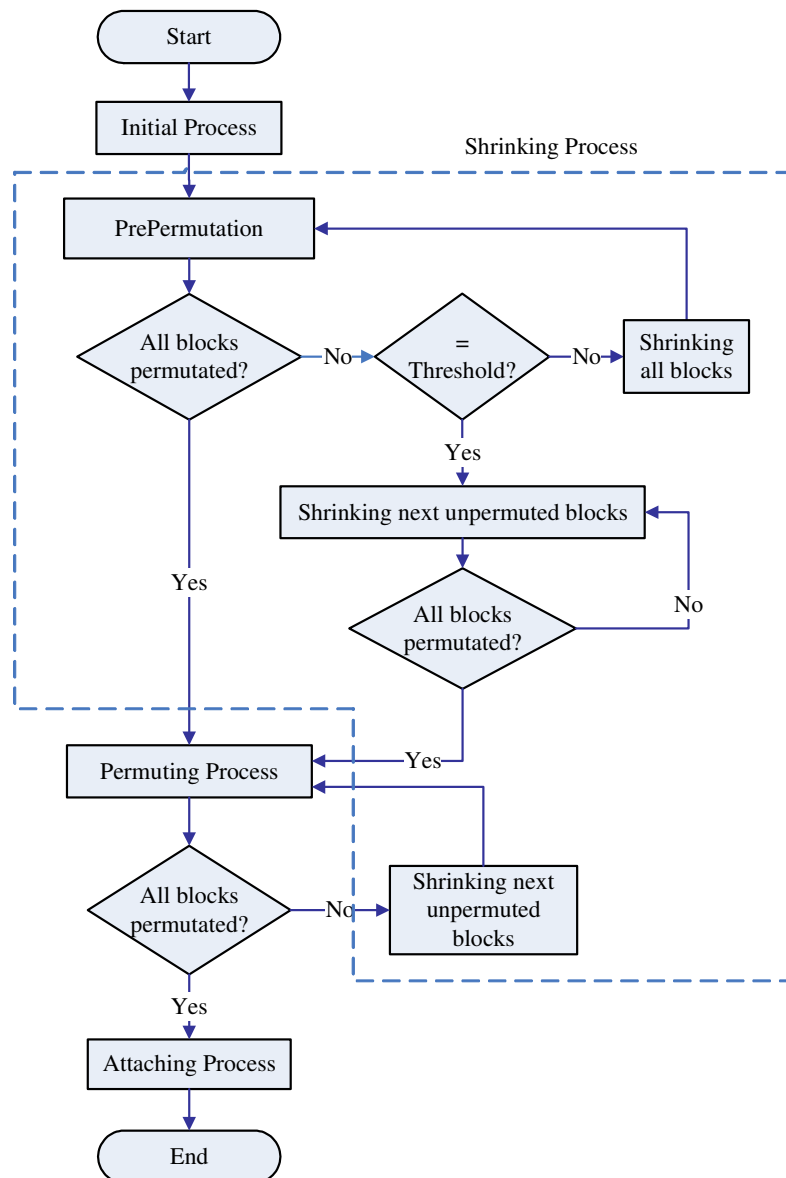 Start
Initial Process
Shrinking Process
PrePermutation
All blocks
permutated?
No
=
Threshold?
No
Shrinking
all blocks
Yes
Shrinking next unpermuted blocks
Yes
All blocks
permutated?
No
Yes
Permuting Process
All blocks
permutated?
No
Shrinking next
unpermuted
blocks
Yes
Attaching Process
End